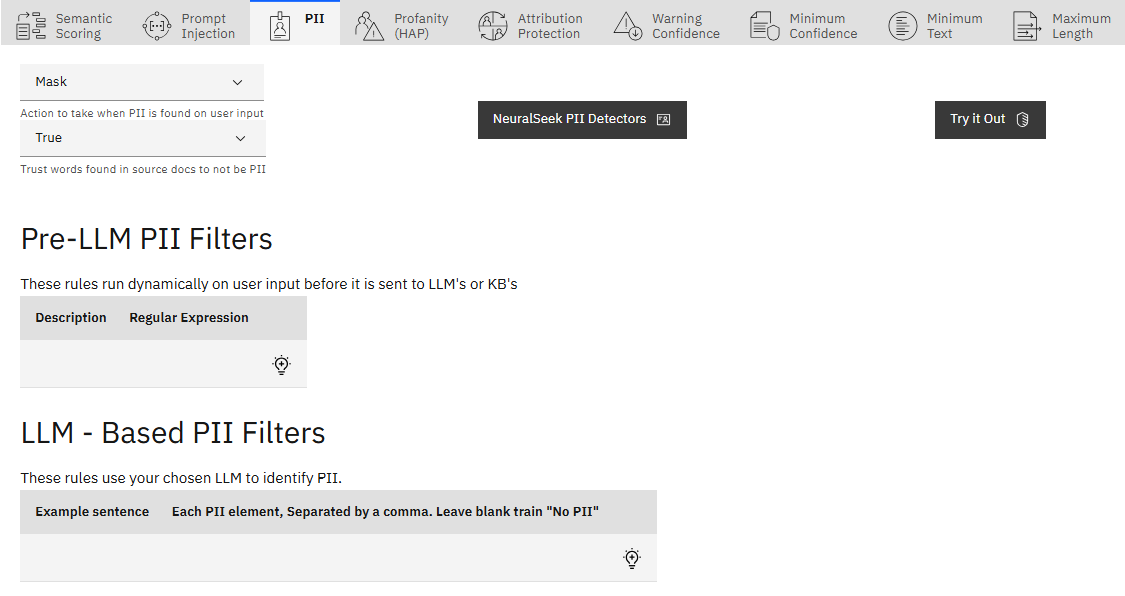 Semantic Scoring
Prompt Injection
PII
Profanity (HAP)
Attribution Protection
Warning Confidence
Minimum Confidence
Minimum Text
Maximum Length
Mask
Action to take when PII is found on user input
True
Trust words found in source docs to not be PII
NeuralSeek PII Detectors
Try it Out
Pre-LLM PII Filters
These rules run dynamically on user input before it is sent to LLM's or KB's
Description Regular Expression
LLM - Based PII Filters
These rules use your chosen LLM to identify PII.
Example sentence Each PII element, Separated by a comma. Leave blank train "No PII"